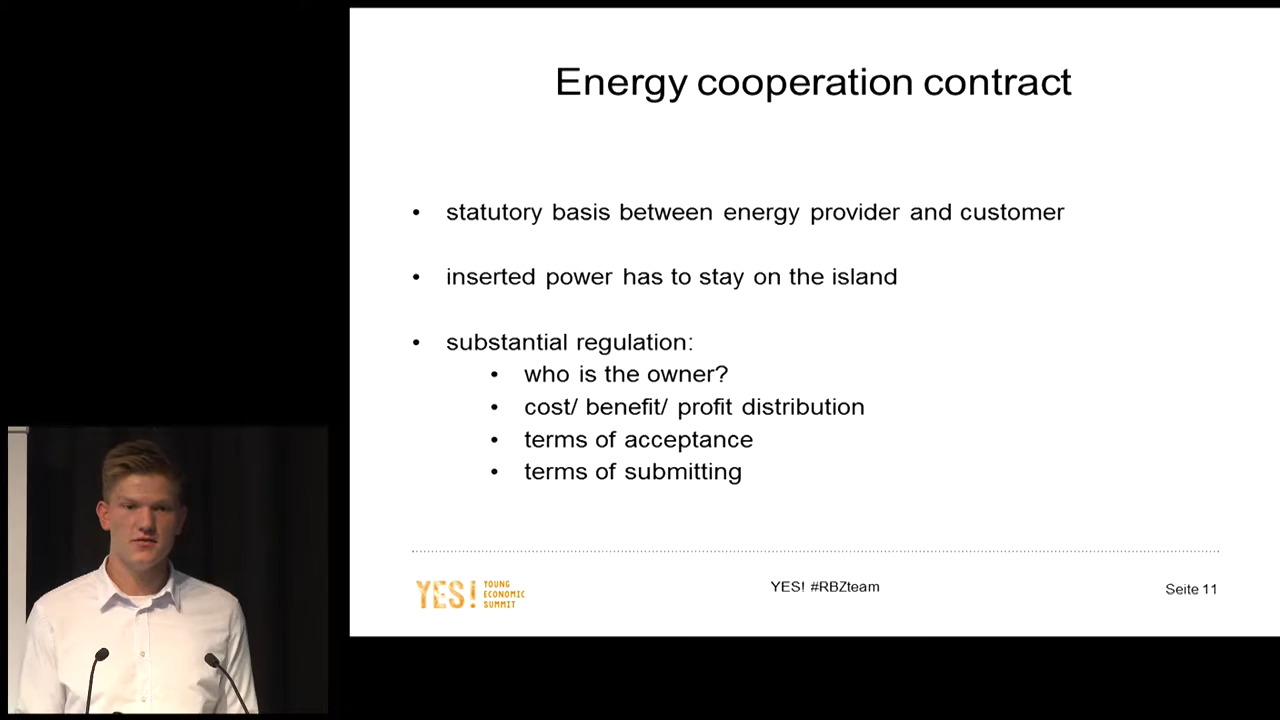 Energy cooperation contract
• statutory basis between energy provider and customer
• inserted power has to stay on the island
• substantial regulation:
• who is the owner?
• cost/ benefit/ profit distribution
• terms of acceptance
• terms of submitting
YES! YOUNG
ECONOMIC
SUMMIT
YES! #RBZteam
Seite 11